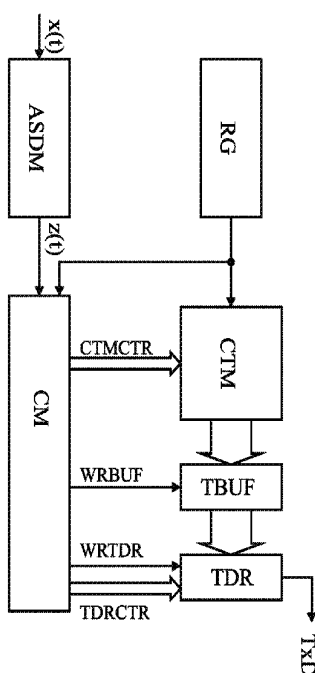 x(t)
ASDM
RG
z(t)
CM
CTMCTR
CTM
WRBUF
TBUF
WRTDR
TDR
TDRCTR
TxD